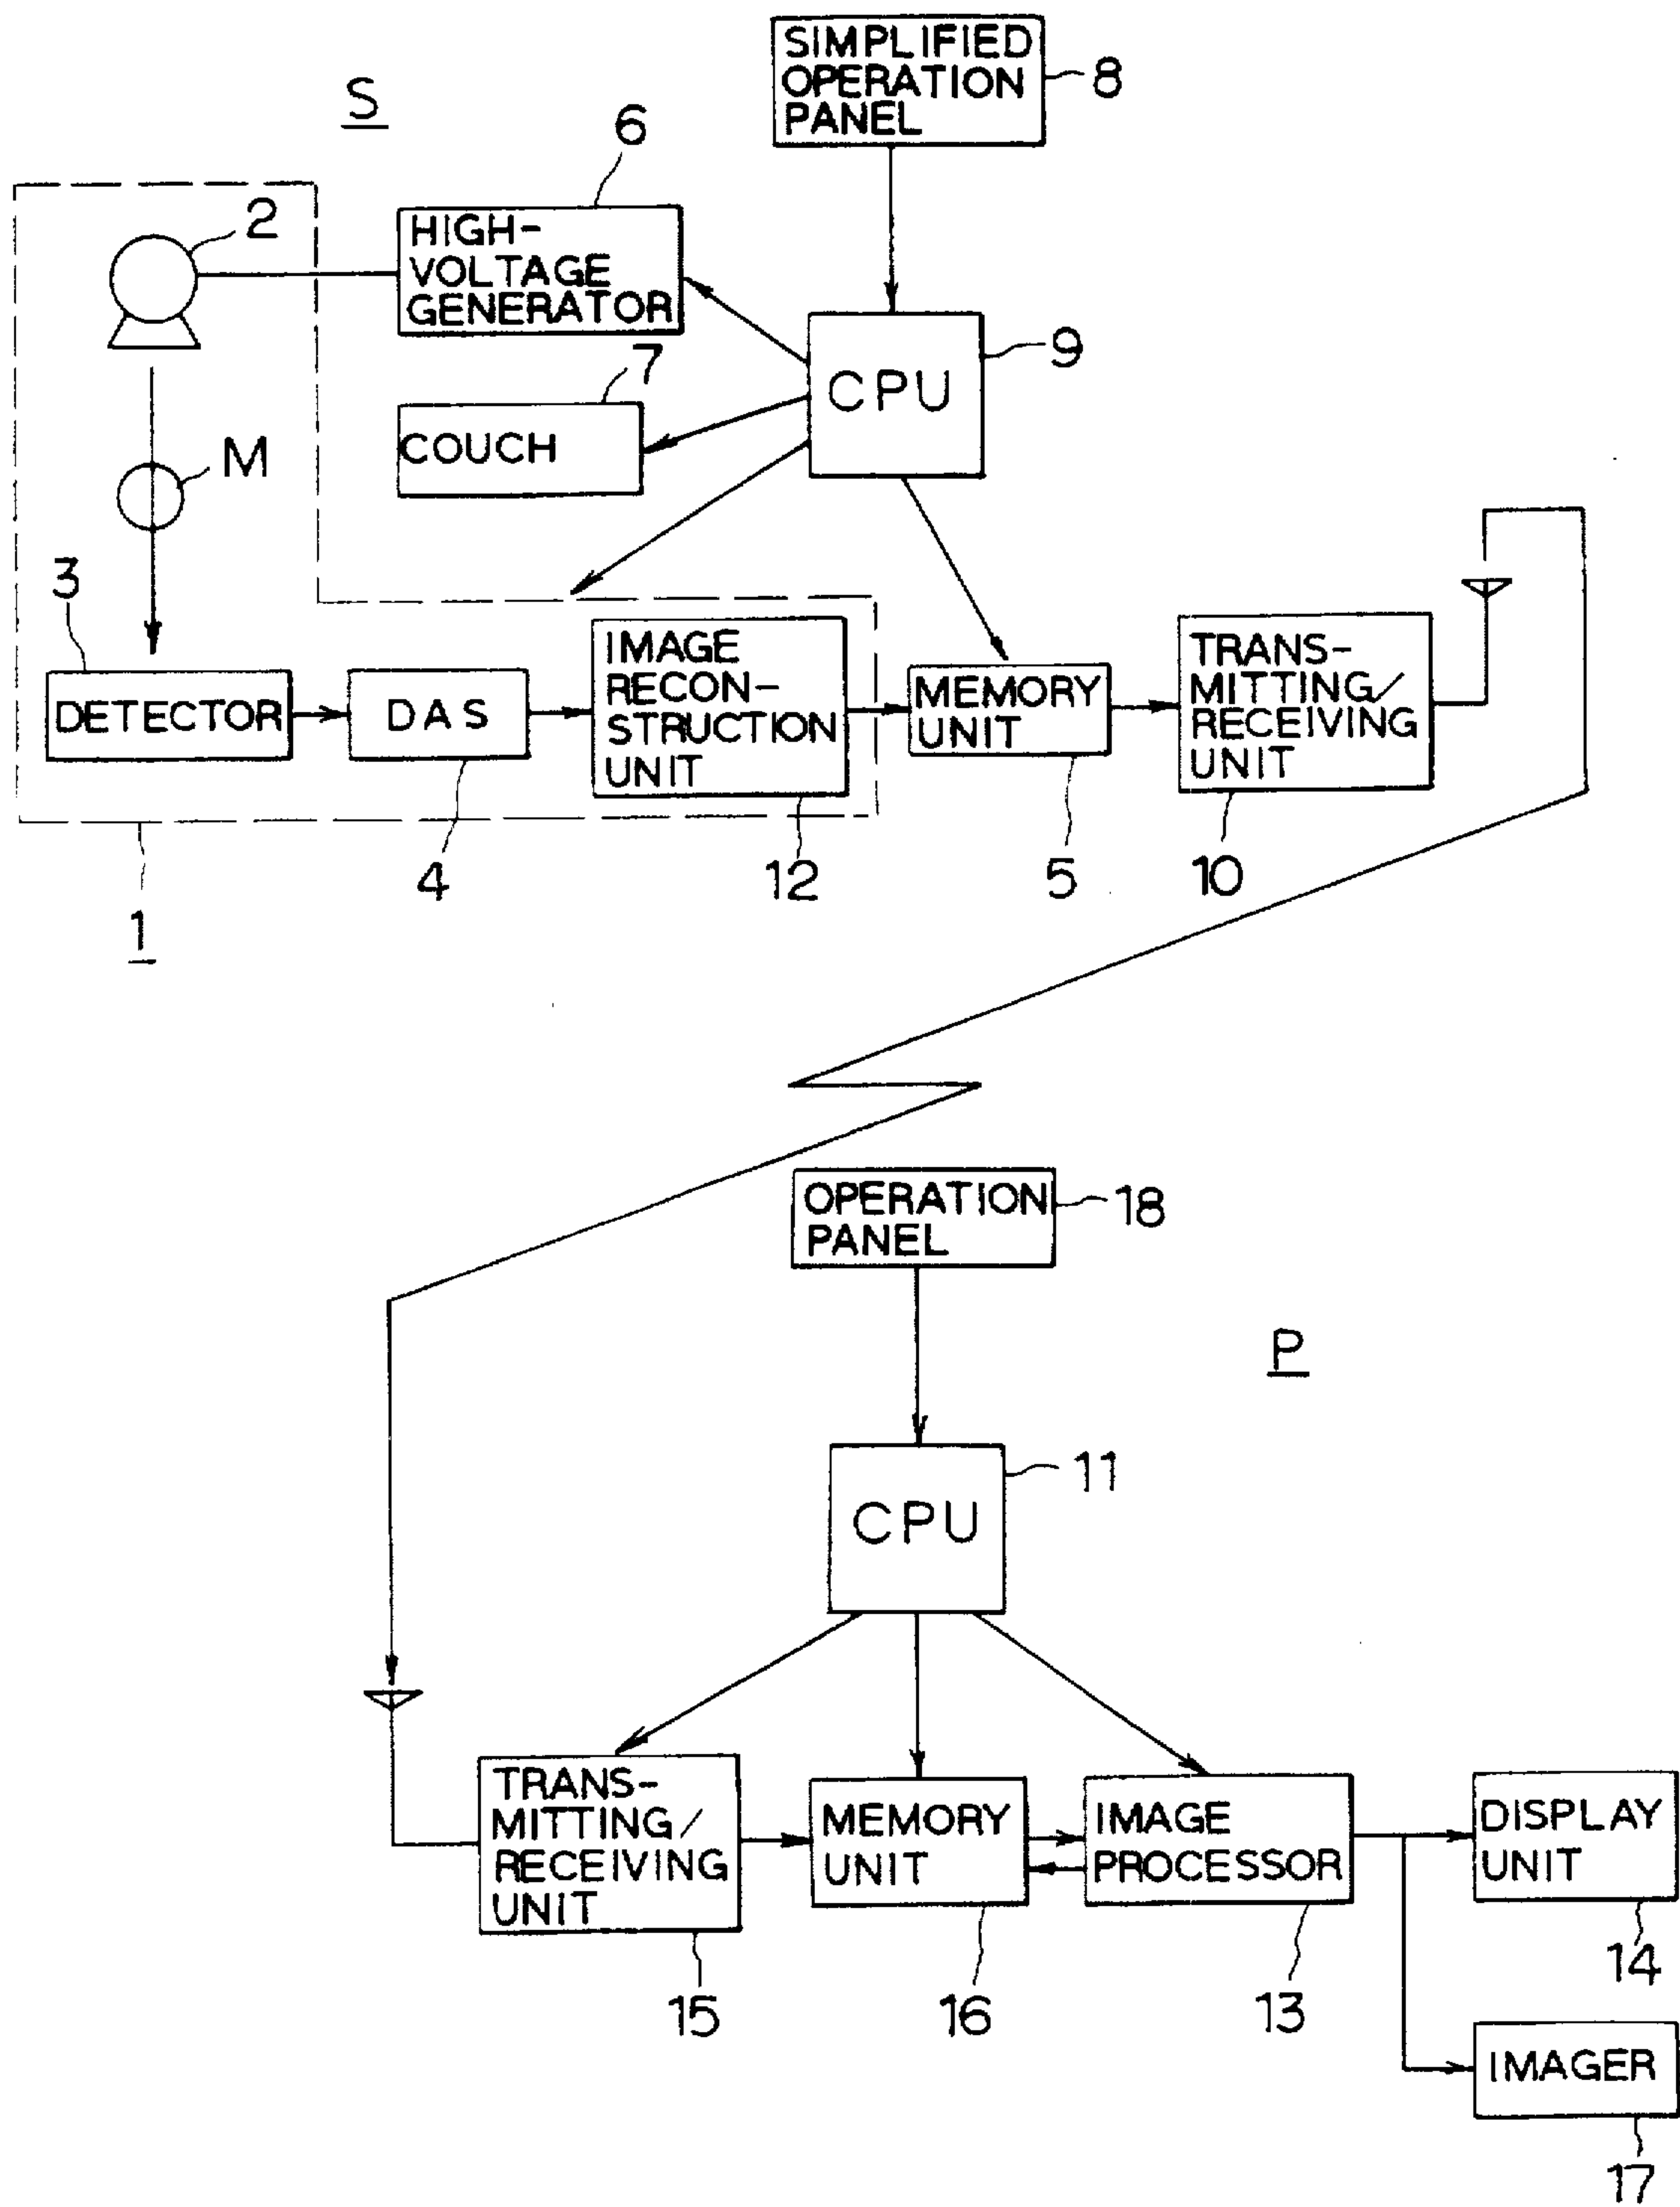 SIMPLIFIED
OPERATION
PANEL
8
S
6
2
HIGH-
VOLTAGE
GENERATOR
9
CPU
7
COUCH
M
3
DETECTOR
DAS
IMAGE
RECON-
STRUCTION
UNIT
MEMORY
UNIT
TRANS-
MITTING/
RECEIVING
UNIT
4
12
5
10
1
OPERATION
PANEL
18
P
11
CPU
TRANS-
MITTING/
RECEIVING
UNIT
MEMORY
UNIT
IMAGE
PROCESSOR
DISPLAY
UNIT
14
15
16
13
IMAGER
17